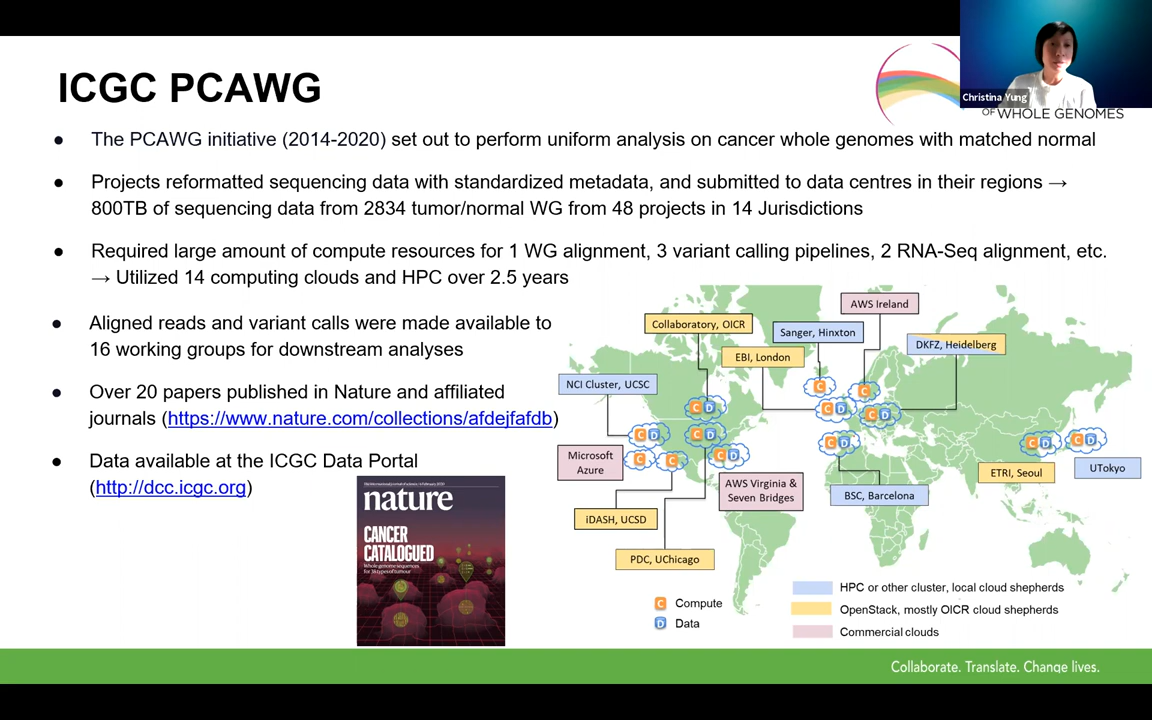 ICGC PCAWG
Christina Yung
OF WHOLE GENOMES
● The PCAWG initiative (2014-2020) set out to perform uniform analysis on cancer whole genomes with matched normal
● Projects reformatted sequencing data with standardized metadata, and submitted to data centres in their regions →
800TB of sequencing data from 2834 tumor/normal WG from 48 projects in 14 Jurisdictions
● Required large amount of compute resources for 1 WG alignment, 3 variant calling pipelines, 2 RNA-Seq alignment, etc.
→ Utilized 14 computing clouds and HPC over 2.5 years
● Aligned reads and variant calls were made available to
16 working groups for downstream analyses
● Over 20 papers published in Nature and affiliated
journals (https://www.nature.com/collections/afdejfafdb)
● Data available at the ICGC Data Portal
(http://dcc.icgc.org)
nature
CANCER
CATALOGUED
Whole genome sequences
for 38 types of tumour
AWS Ireland
Collaboratory, OICR
Sanger, Hinxton
DKFZ, Heidelberg
EBI, London
NCI Cluster, UCSC
C D
C D
C
C
C D
C D
C D
C D
C D
C D
C D
C
C
C D
Microsoft
Azure
AWS Virginia &
Seven Bridges
ETRI, Seoul
UTokyo
BSC, Barcelona
iDASH, UCSD
PDC, UChicago
C Compute
D Data
HPC or other cluster, local cloud shepherds
OpenStack, mostly OICR cloud shepherds
Commercial clouds
Collaborate. Translate. Change lives.